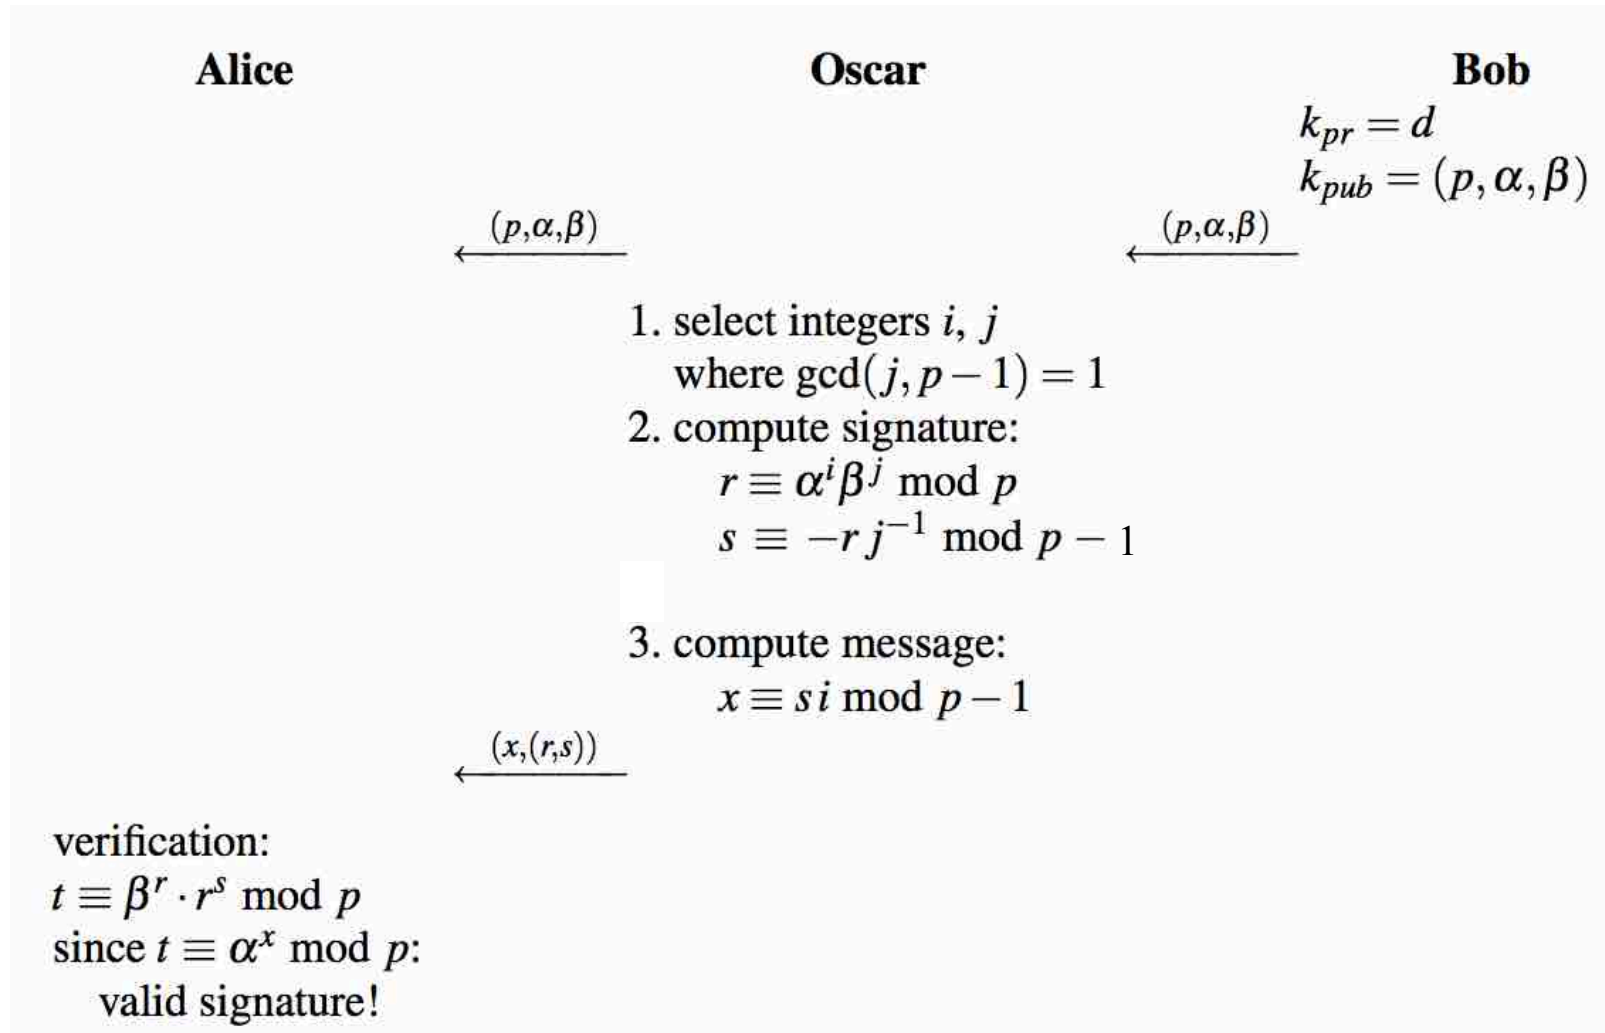 Alice Oscar Bob
k_pr = d
k_pub = (p, α, β)
(p,α,β) (p,α,β)
1. select integers i, j
where gcd(j, p − 1) = 1
2. compute signature:
r ≡ α^i β^j mod p
s ≡ −r j^−1 mod p − 1
3. compute message:
x ≡ s i mod p − 1
(x,(r,s))
verification:
t ≡ β^r · r^s mod p
since t ≡ α^x mod p:
valid signature!